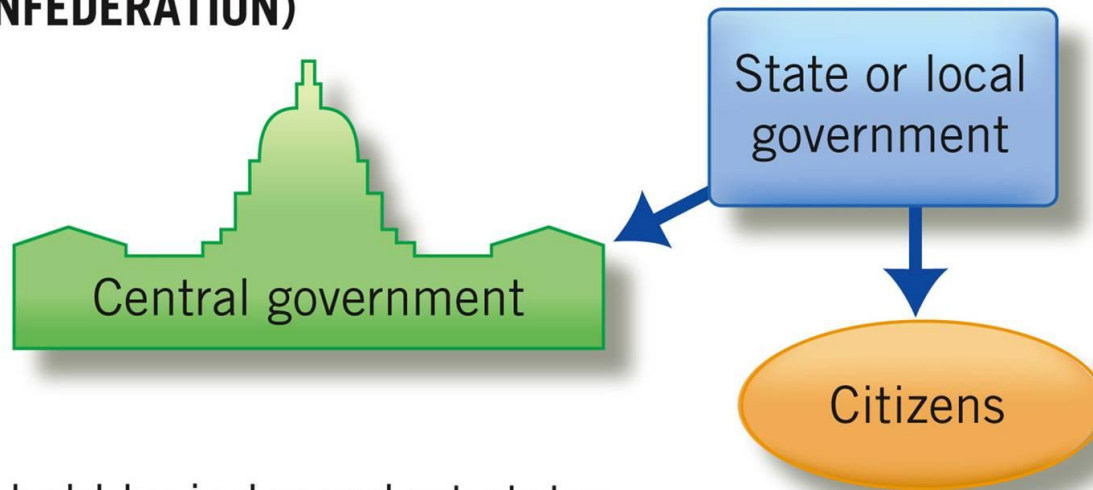 NFEDERATION)
State or local
government
Central government
Citizens